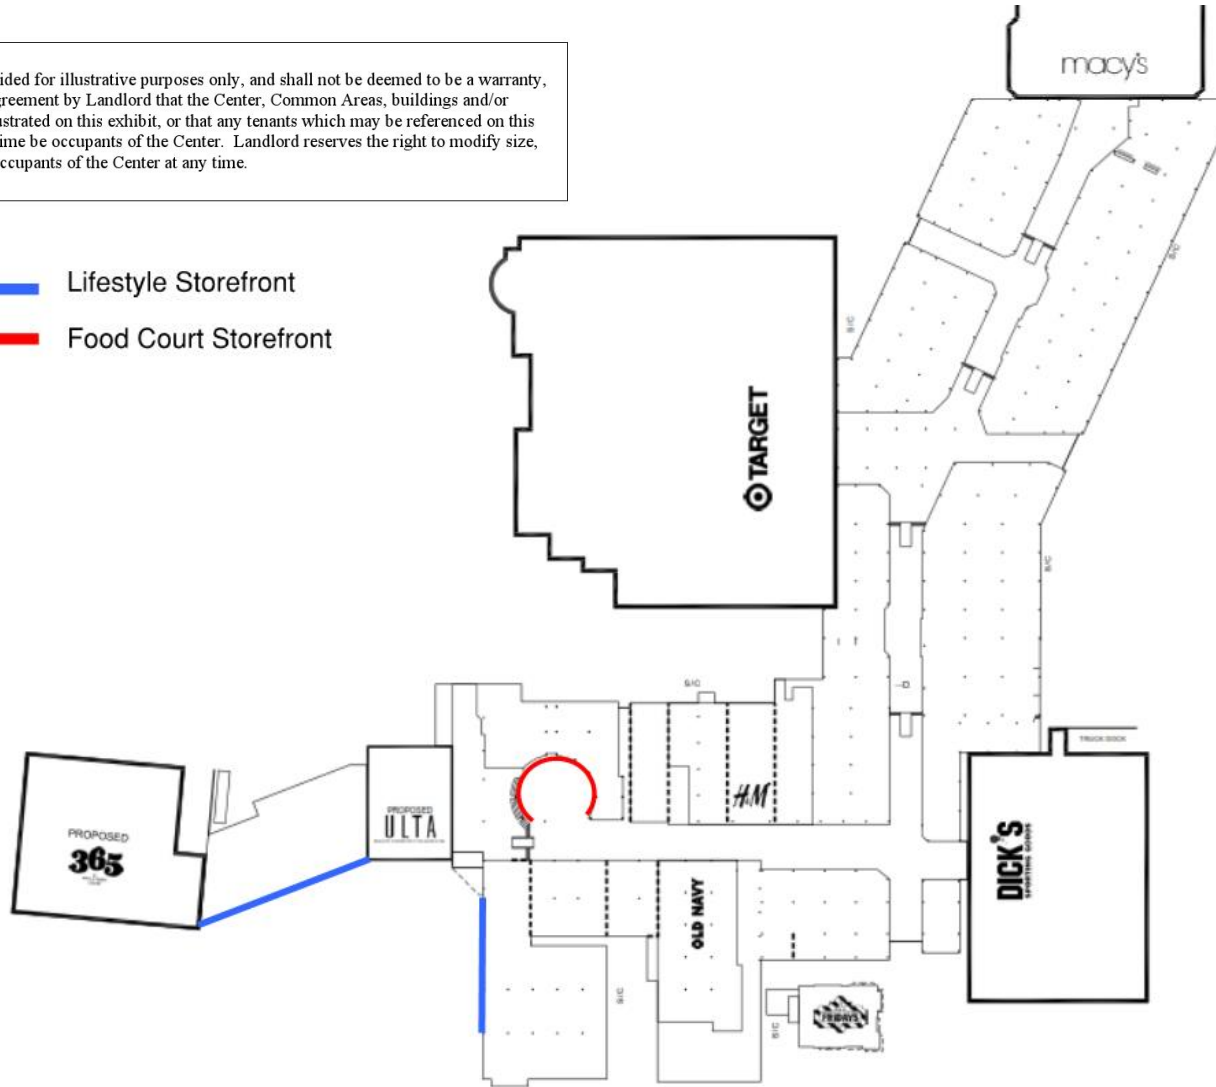 macy's
ided for illustrative purposes only, and shall not be deemed to be a warranty,
greement by Landlord that the Center, Common Areas, buildings and/or
ustrated on this exhibit, or that any tenants which may be referenced on this
ime be occupants of the Center.  Landlord reserves the right to modify size,
ccupants of the Center at any time.
S/C
Lifestyle Storefront
S/C
Food Court Storefront
TARGET
S/C
S/C
TRUCK DOCK
H&M
PROPOSED
ULTA
PROPOSED
365
DICK'S
SPORTING GOODS
OLD NAVY
S/C
FRIDAYS
S/C